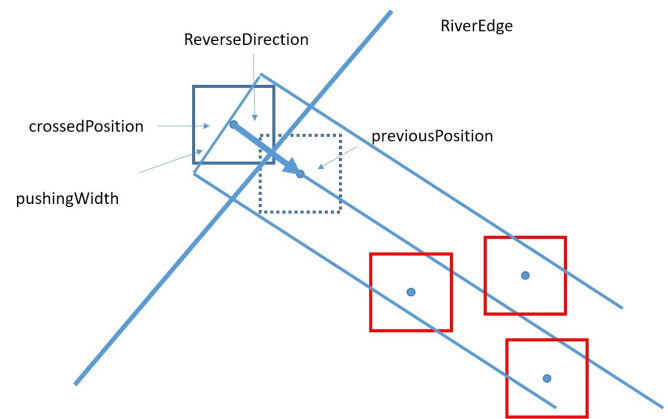 RiverEdge
ReverseDirection
crossedPosition
previousPosition
pushingWidth